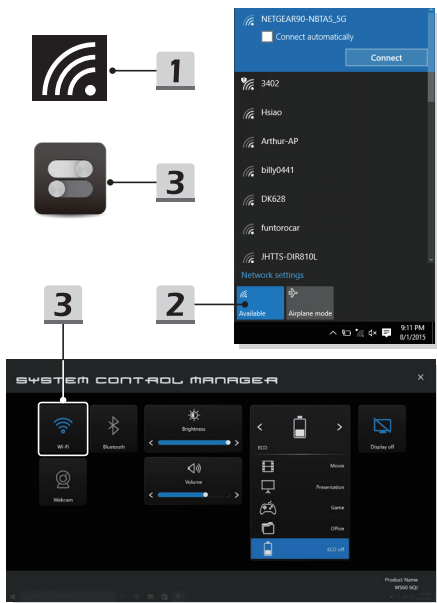 1
3
3
2
NETGEAR90-NBTAS_5G
Connect automatically
Connect
3402
Hsiao
Arthur-AP
billy0441
DK628
funtorocar
JHTTS-DIR810L
Network settings
Available
Airplane mode
9:11 PM
8/1/2015
SYSTEM CONTROL MANAGER
Wi-Fi
Bluetooth
Brightness
ECO
Display off
Webcam
Volume
Movie
Presentation
Game
Office
ECO off
Product Name
WS60 6QJ